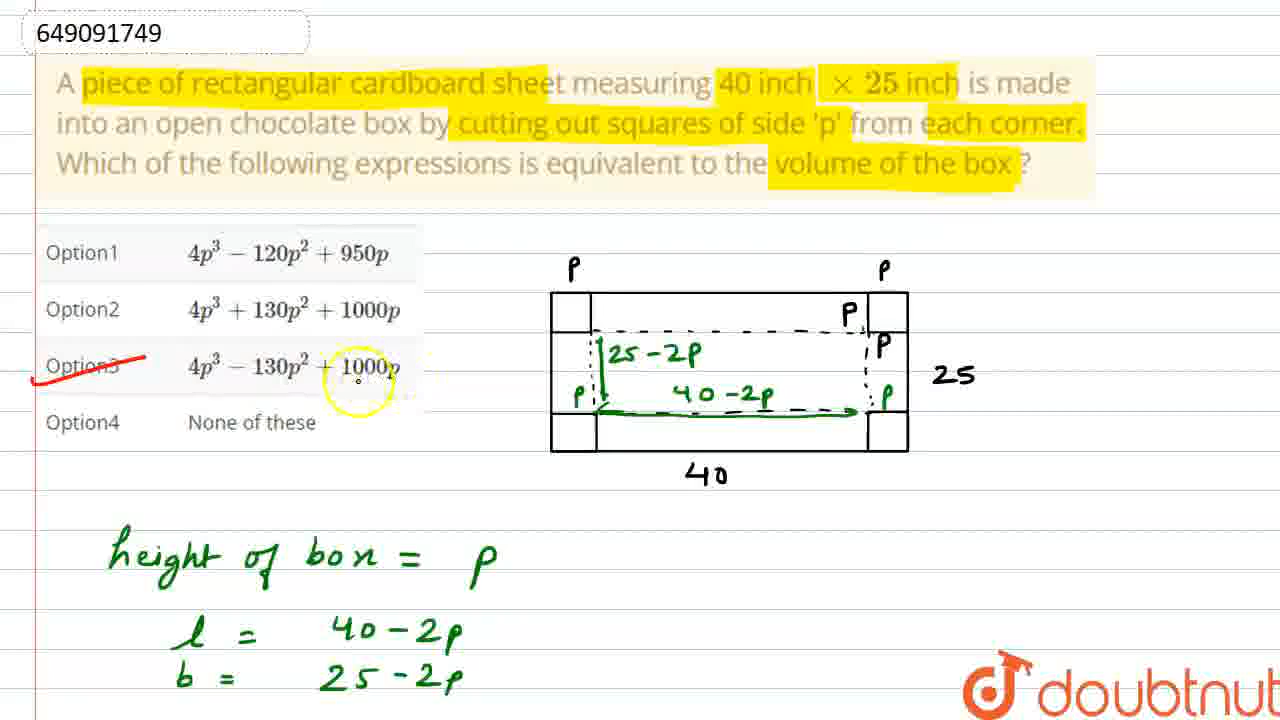 649091749
A piece of rectangular cardboard sheet measuring 40 inch × 25 inch is made
into an open chocolate box by cutting out squares of side 'p' from each corner.
Which of the following expressions is equivalent to the volume of the box ?
Option1 4p³ − 120p² + 950p
Option2 4p³ + 130p² + 1000p
Option3 4p³ − 130p² + 1000p
Option4 None of these
P P
P
25 - 2P P
P 40 - 2P P
25
40
height of box = p
l = 40 - 2p
b = 25 - 2p
doubtnut